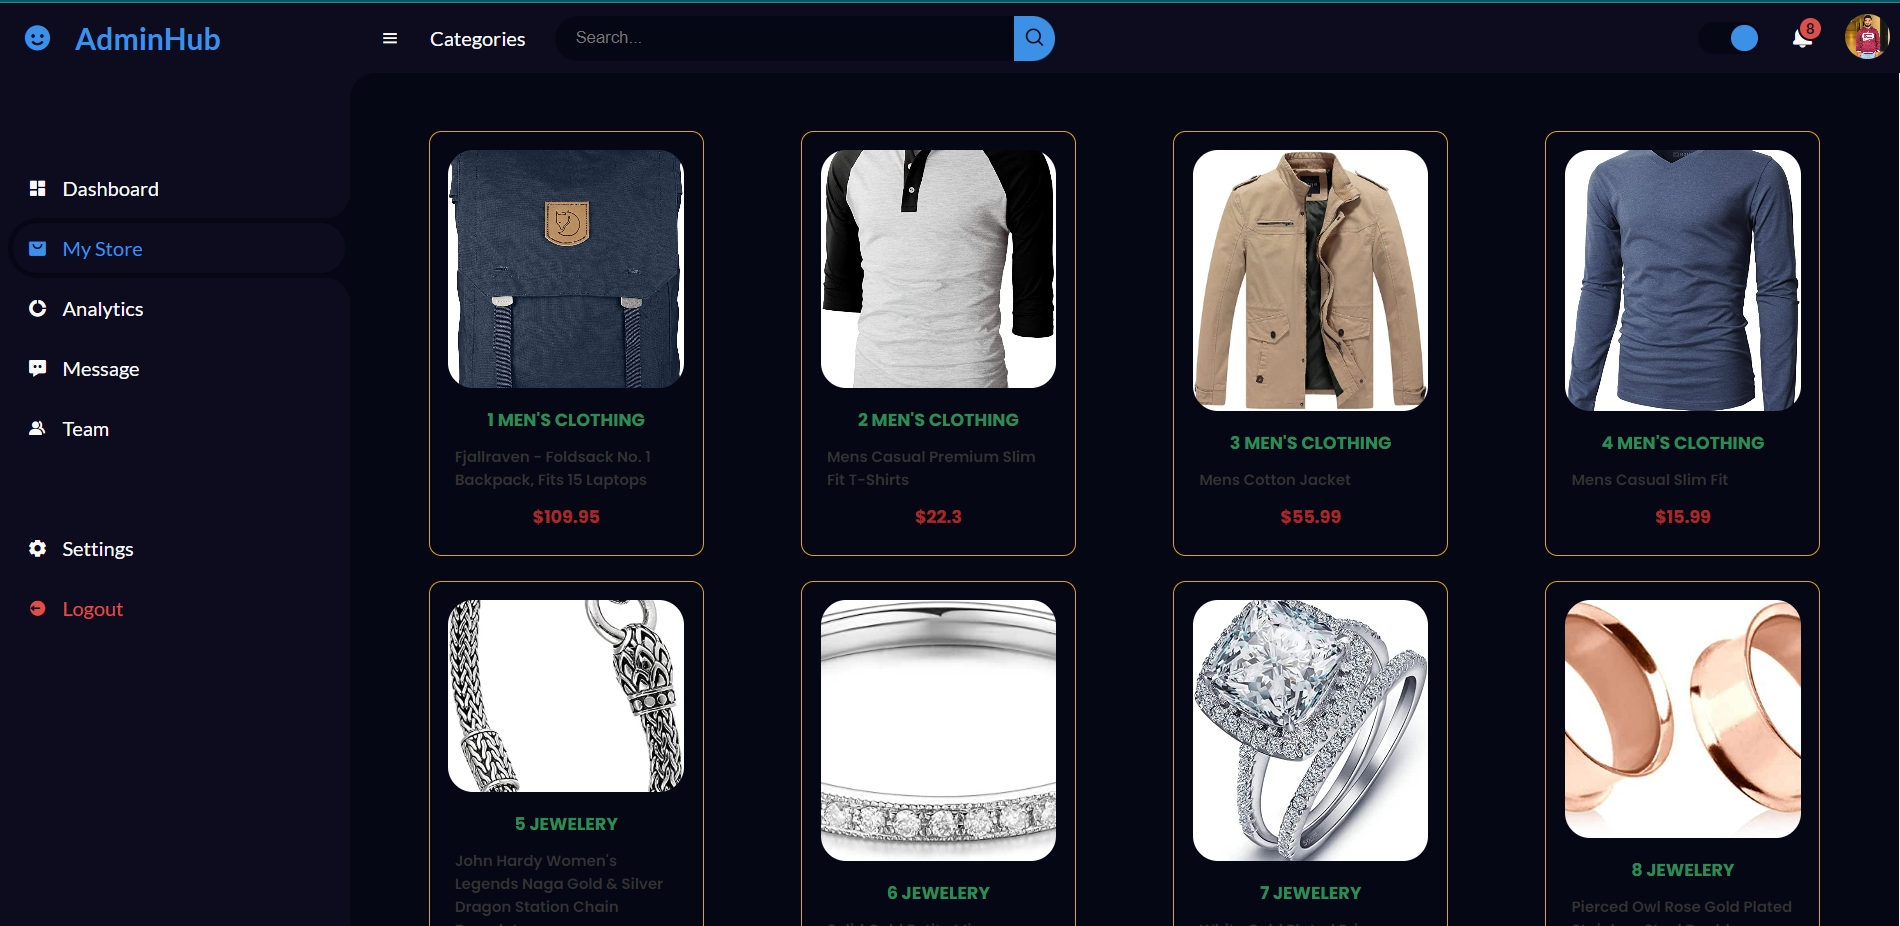 AdminHub
Categories
Search...
8
Dashboard
My Store
Analytics
Message
Team
Settings
Logout
1 MEN'S CLOTHING
Fjallraven - Foldsack No. 1
Backpack, Fits 15 Laptops
$109.95
2 MEN'S CLOTHING
Mens Casual Premium Slim
Fit T-Shirts
$22.3
3 MEN'S CLOTHING
Mens Cotton Jacket
$55.99
4 MEN'S CLOTHING
Mens Casual Slim Fit
$15.99
5 JEWELERY
John Hardy Women's
Legends Naga Gold & Silver
Dragon Station Chain
6 JEWELERY
7 JEWELERY
8 JEWELERY
Pierced Owl Rose Gold Plated